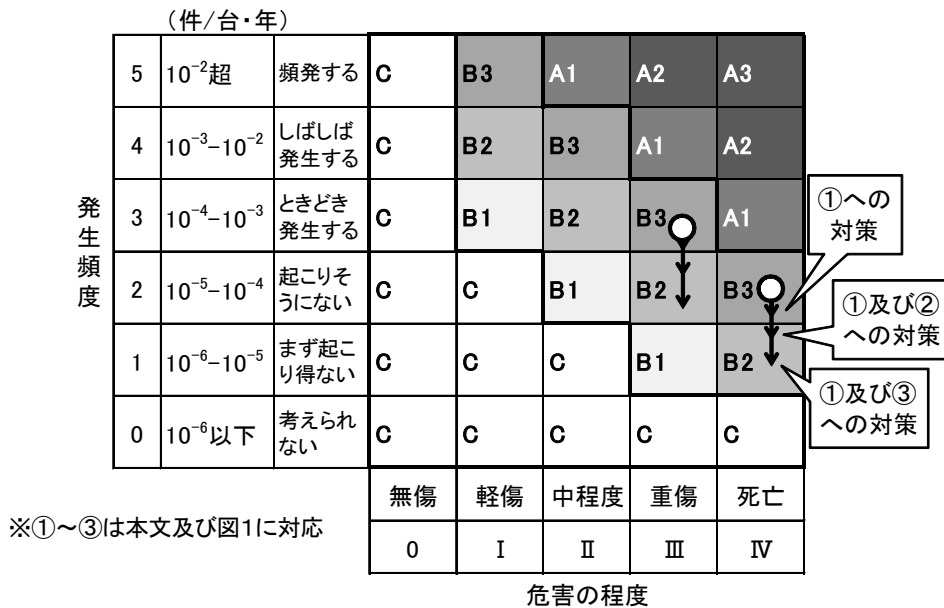 (件/台・年)
5 10⁻²超 頻発する C B3 A1 A2 A3
4 10⁻³–10⁻² しばしば発生する C B2 B3 A1 A2
3 10⁻⁴–10⁻³ ときどき発生する C B1 B2 B3 A1
2 10⁻⁵–10⁻⁴ 起こりそうにない C C B1 B2 B3
1 10⁻⁶–10⁻⁵ まず起こり得ない C C C B1 B2
0 10⁻⁶以下 考えられない C C C C C
発生頻度
①への
対策
①及び②
への対策
①及び③
への対策
無傷 軽傷 中程度 重傷 死亡
0 Ⅰ Ⅱ Ⅲ Ⅳ
危害の程度
※①～③は本文及び図1に対応